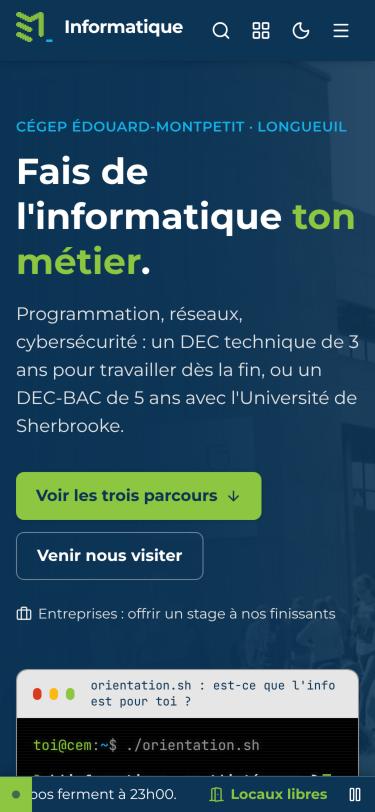 Informatique
CÉGEP ÉDOUARD-MONTPETIT · LONGUEUIL
Fais de
l'informatique ton
métier.
Programmation, réseaux,
cybersécurité : un DEC technique de 3
ans pour travailler dès la fin, ou un
DEC-BAC de 5 ans avec l'Université de
Sherbrooke.
Voir les trois parcours ↓
Venir nous visiter
Entreprises : offrir un stage à nos finissants
orientation.sh : est-ce que l'info
est pour toi ?
toi@cem:~$ ./orientation.sh
ferment à 23h00.
Locaux libres